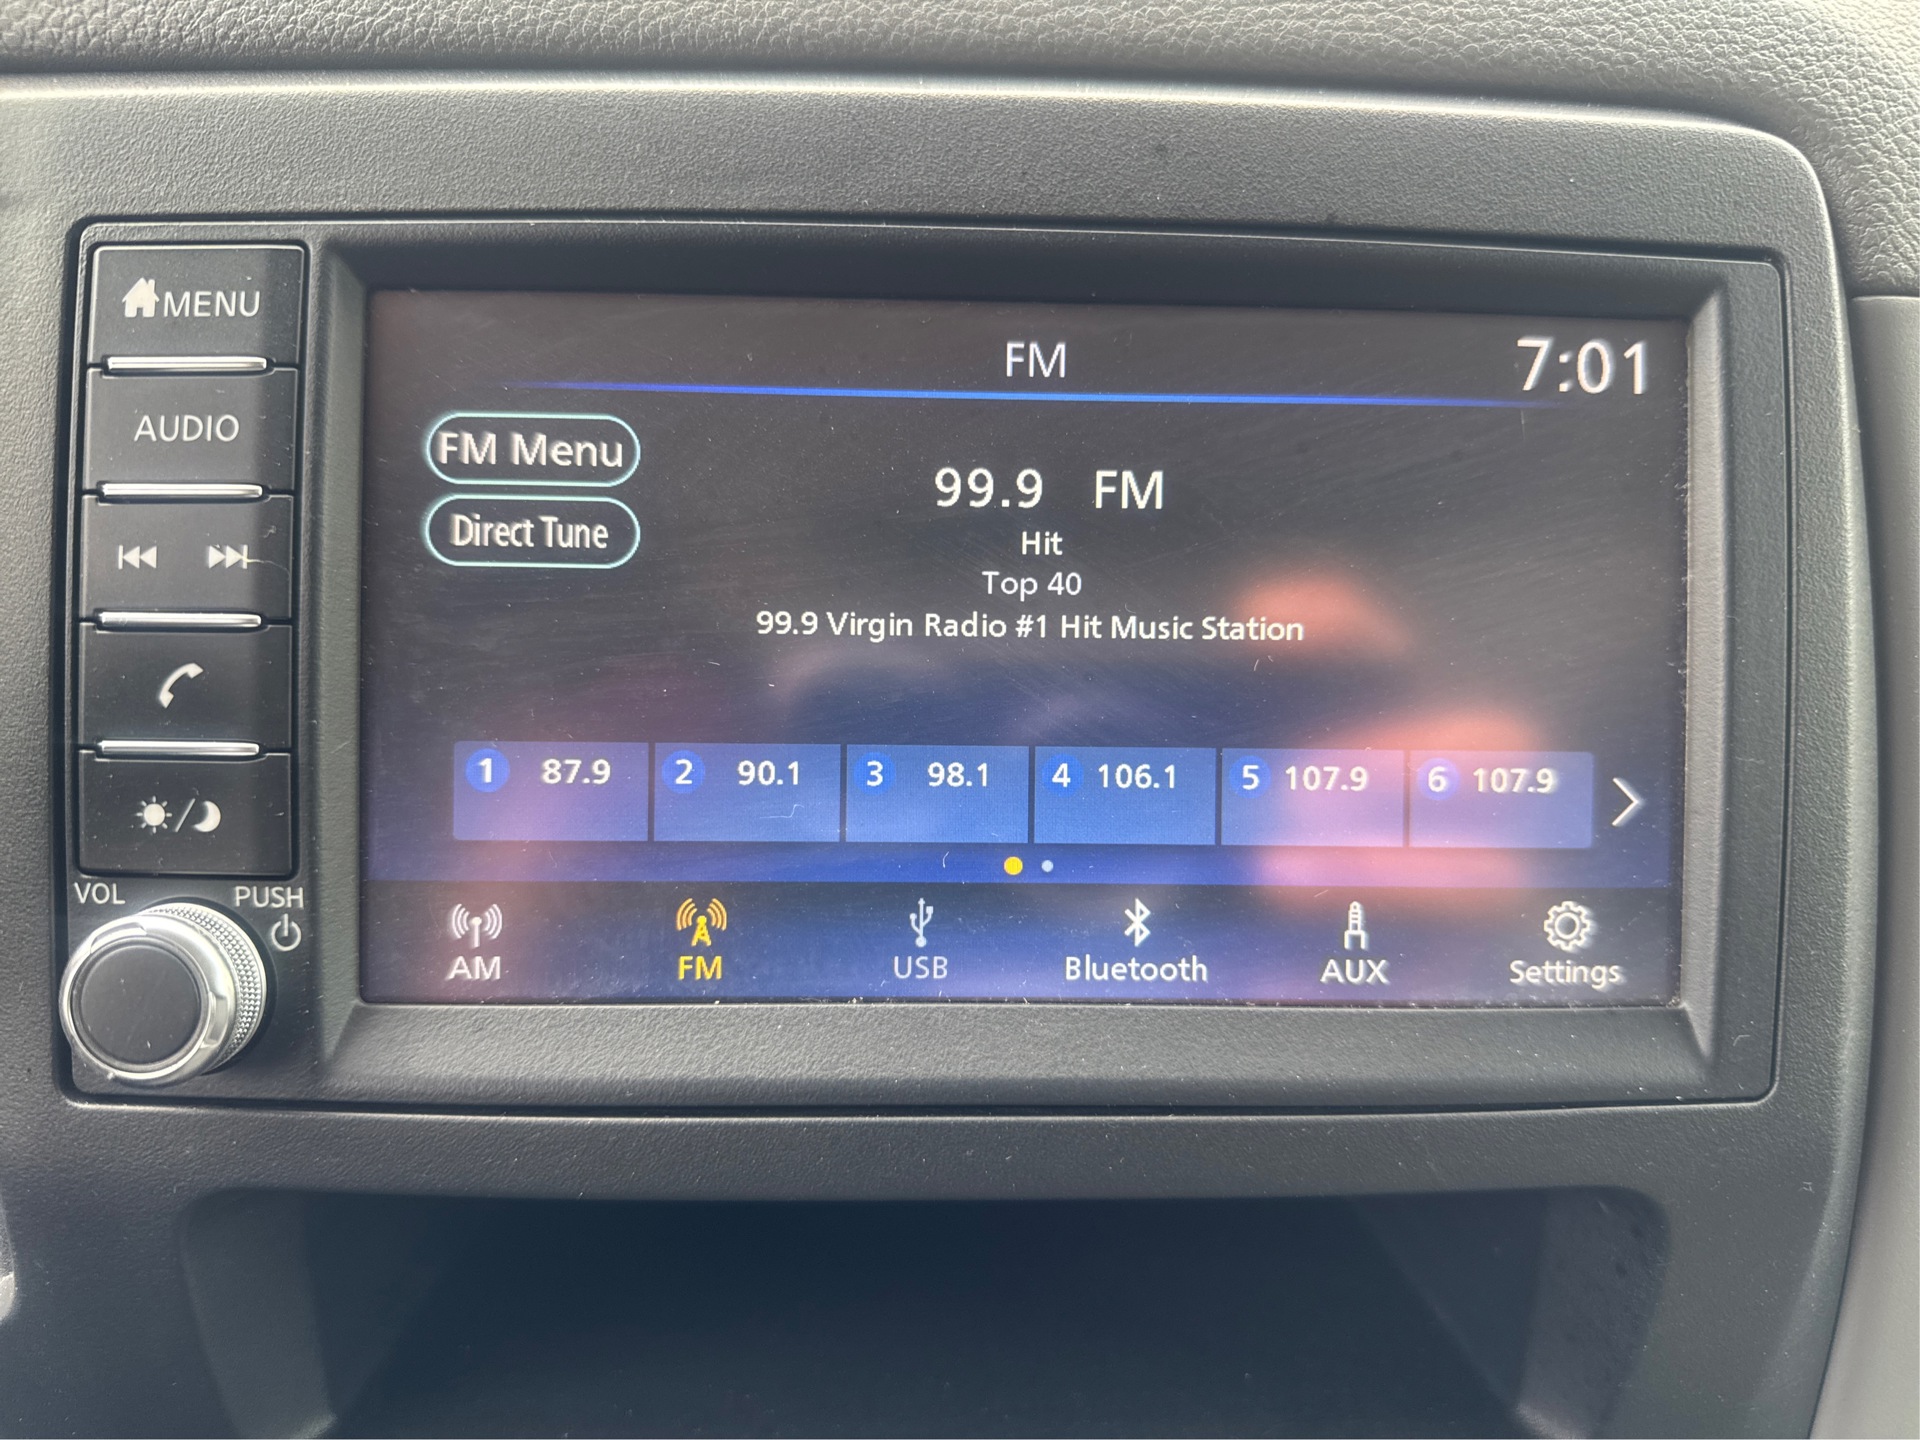 MENU
AUDIO
VOL
PUSH
FM
7:01
FM Menu
Direct Tune
99.9 FM
Hit
Top 40
99.9 Virgin Radio #1 Hit Music Station
1 87.9
2 90.1
3 98.1
4 106.1
5 107.9
6 107.9
AM
FM
USB
Bluetooth
AUX
Settings